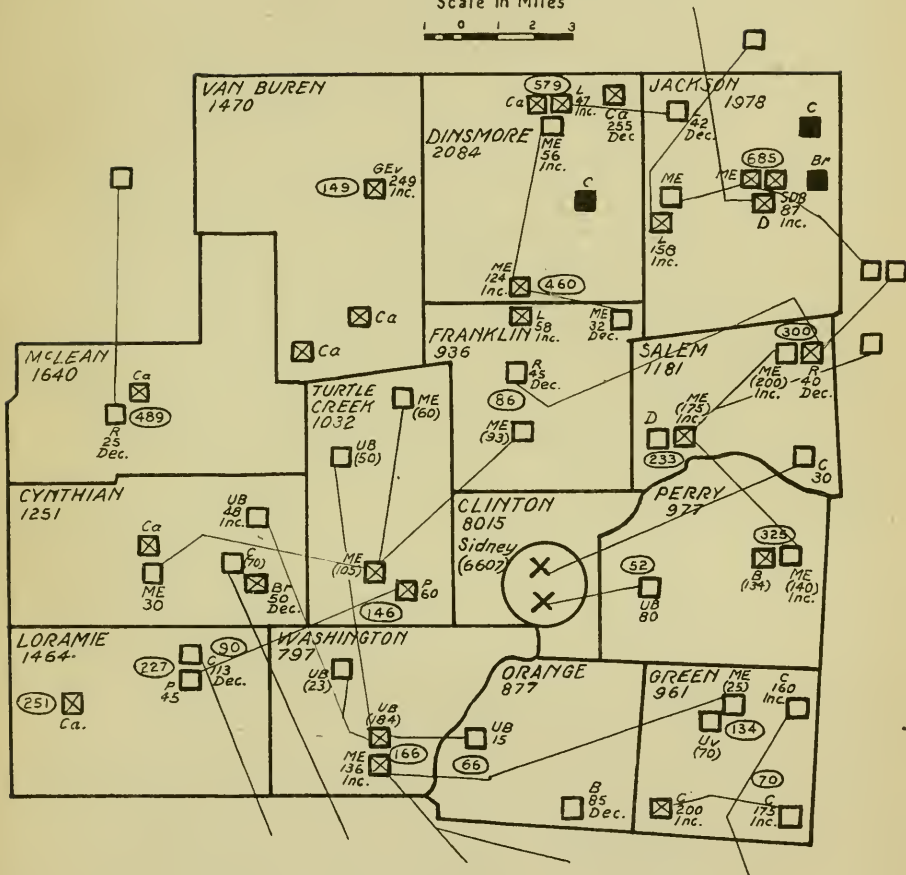 Scale in Miles
1 0 1 2 3
VAN BUREN
1470
149
GEv
249
Inc.
Ca
Ca
DINSMORE
2084
579
Ca
L
47
Inc.
Ca
255
Dec
ME
56
Inc.
C
ME
124
Inc.
460
JACKSON
1978
L
42
Dec.
C
685
ME
ME
SDB
87
Inc.
D
Br
L
158
Inc.
McLEAN
1640
Ca
489
R
25
Dec.
TURTLE
CREEK
1032
ME
(60)
UB
(50)
ME
(105)
P
60
146
FRANKLIN
936
L
58
Inc.
ME
32
Dec.
R
45
Dec.
86
ME
(93)
SALEM
1181
300
ME
(200)
Inc.
R
40
Dec.
ME
(175)
Inc.
D
233
C
30
CYNTHIAN
1251
UB
48
Inc.
Ca
ME
30
C
(70)
Br
50
Dec.
CLINTON
8015
Sidney
(6607)
PERRY
977
325
52
UB
80
B
(134)
ME
(140)
Inc.
LORAMIE
1464
90
227
C
113
Dec.
P
45
251
Ca.
WASHINGTON
797
UB
(23)
UB
(184)
166
ME
136
Inc.
ORANGE
877
UB
15
66
B
85
Dec.
GREEN
961
ME
(25)
C
160
Inc.
134
Uv
(70)
70
C
200
Inc.
C
175
Inc.